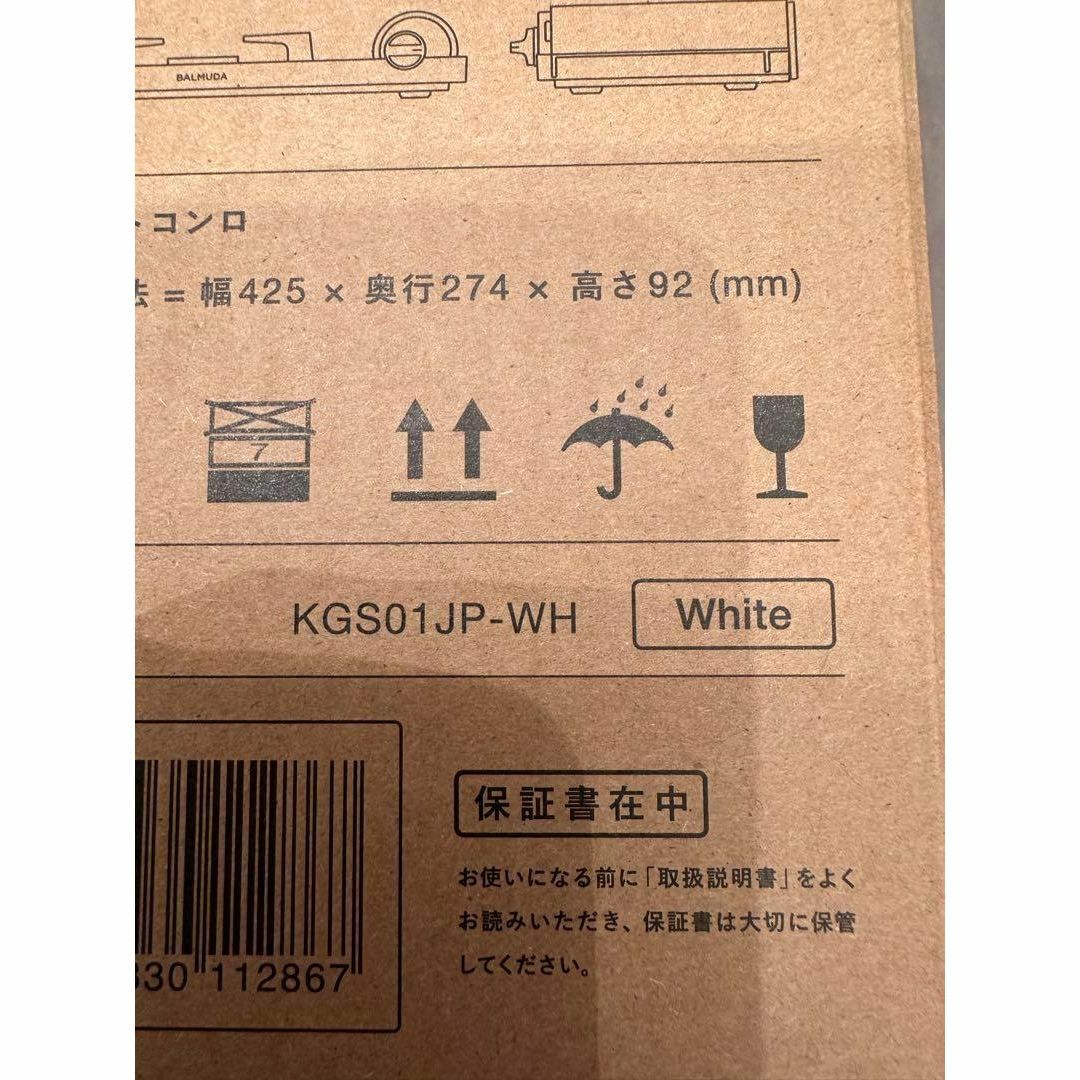 BALMUDA
トコンロ
法 = 幅425 × 奥行274 × 高さ92 (mm)
7
KGS01JP-WH
White
保証書在中
お使いになる前に「取扱説明書」をよく
お読みいただき、保証書は大切に保管
してください。
30 112867